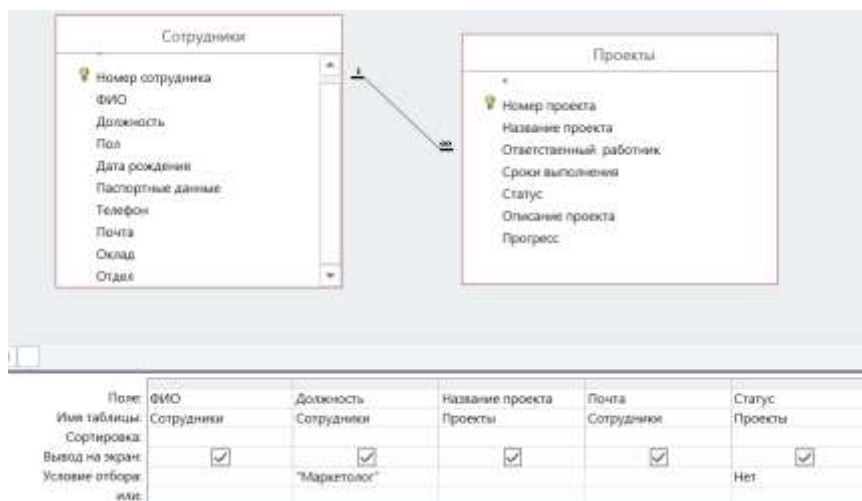 Сотрудники
*
Номер сотрудника
ФИО
Должность
Пол
Дата рождения
Паспортные данные
Телефон
Почта
Оклад
Отдел
1
∞
Проекты
*
Номер проекта
Название проекта
Ответственный работник
Сроки выполнения
Статус
Описание проекта
Прогресс
Поле: ФИО Должность Название проекта Почта Статус
Имя таблицы: Сотрудники Сотрудники Проекты Сотрудники Проекты
Сортировка:
Вывод на экран:
Условие отбора: "Маркетолог" Нет
или: